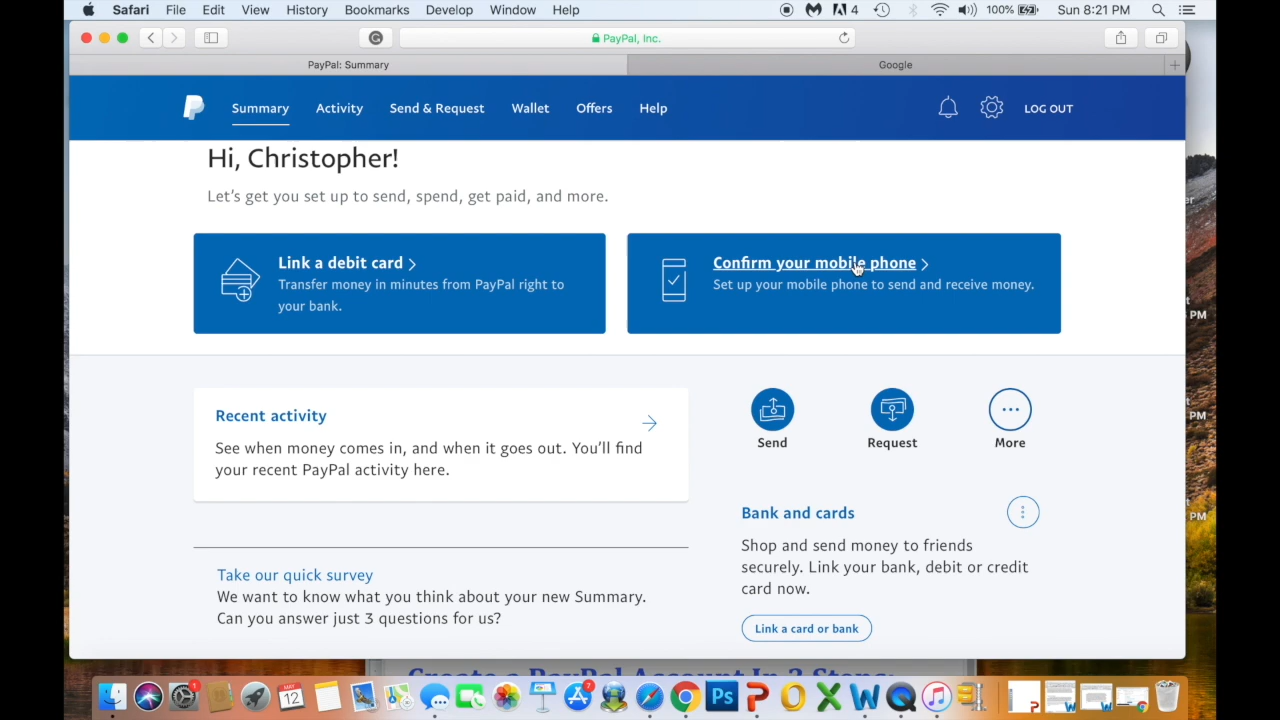 Safari File Edit View History Bookmarks Develop Window Help 4 100% Sun 8:21 PM
PayPal, Inc.
PayPal: Summary Google
Summary Activity Send & Request Wallet Offers Help LOG OUT
Hi, Christopher!
Let's get you set up to send, spend, get paid, and more.
Link a debit card >
Transfer money in minutes from PayPal right to
your bank.
Confirm your mobile phone >
Set up your mobile phone to send and receive money.
PM
PM
PM
Recent activity
See when money comes in, and when it goes out. You'll find
your recent PayPal activity here.
Send Request More
Bank and cards
Shop and send money to friends
securely. Link your bank, debit or credit
card now.
Link a card or bank
Take our quick survey
We want to know what you think about your new Summary.
Can you answer just 3 questions for us?
MAY
12
Ps